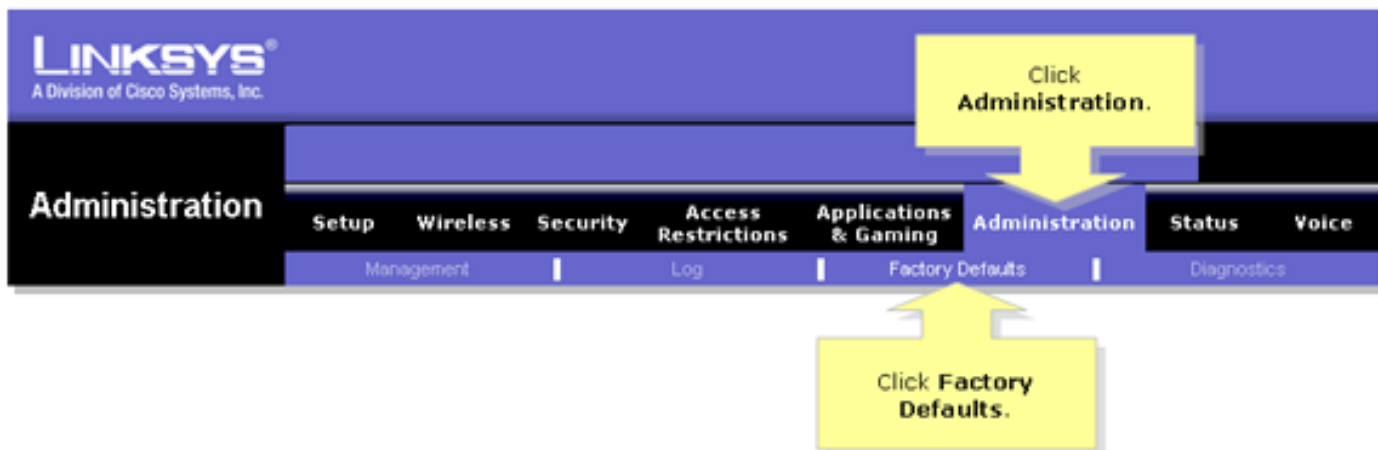 LINKSYS®
A Division of Cisco Systems, Inc.
Click
Administration.
Administration
Setup Wireless Security Access Restrictions Applications & Gaming Administration Status Voice
Management Log Factory Defaults Diagnostics
Click Factory
Defaults.